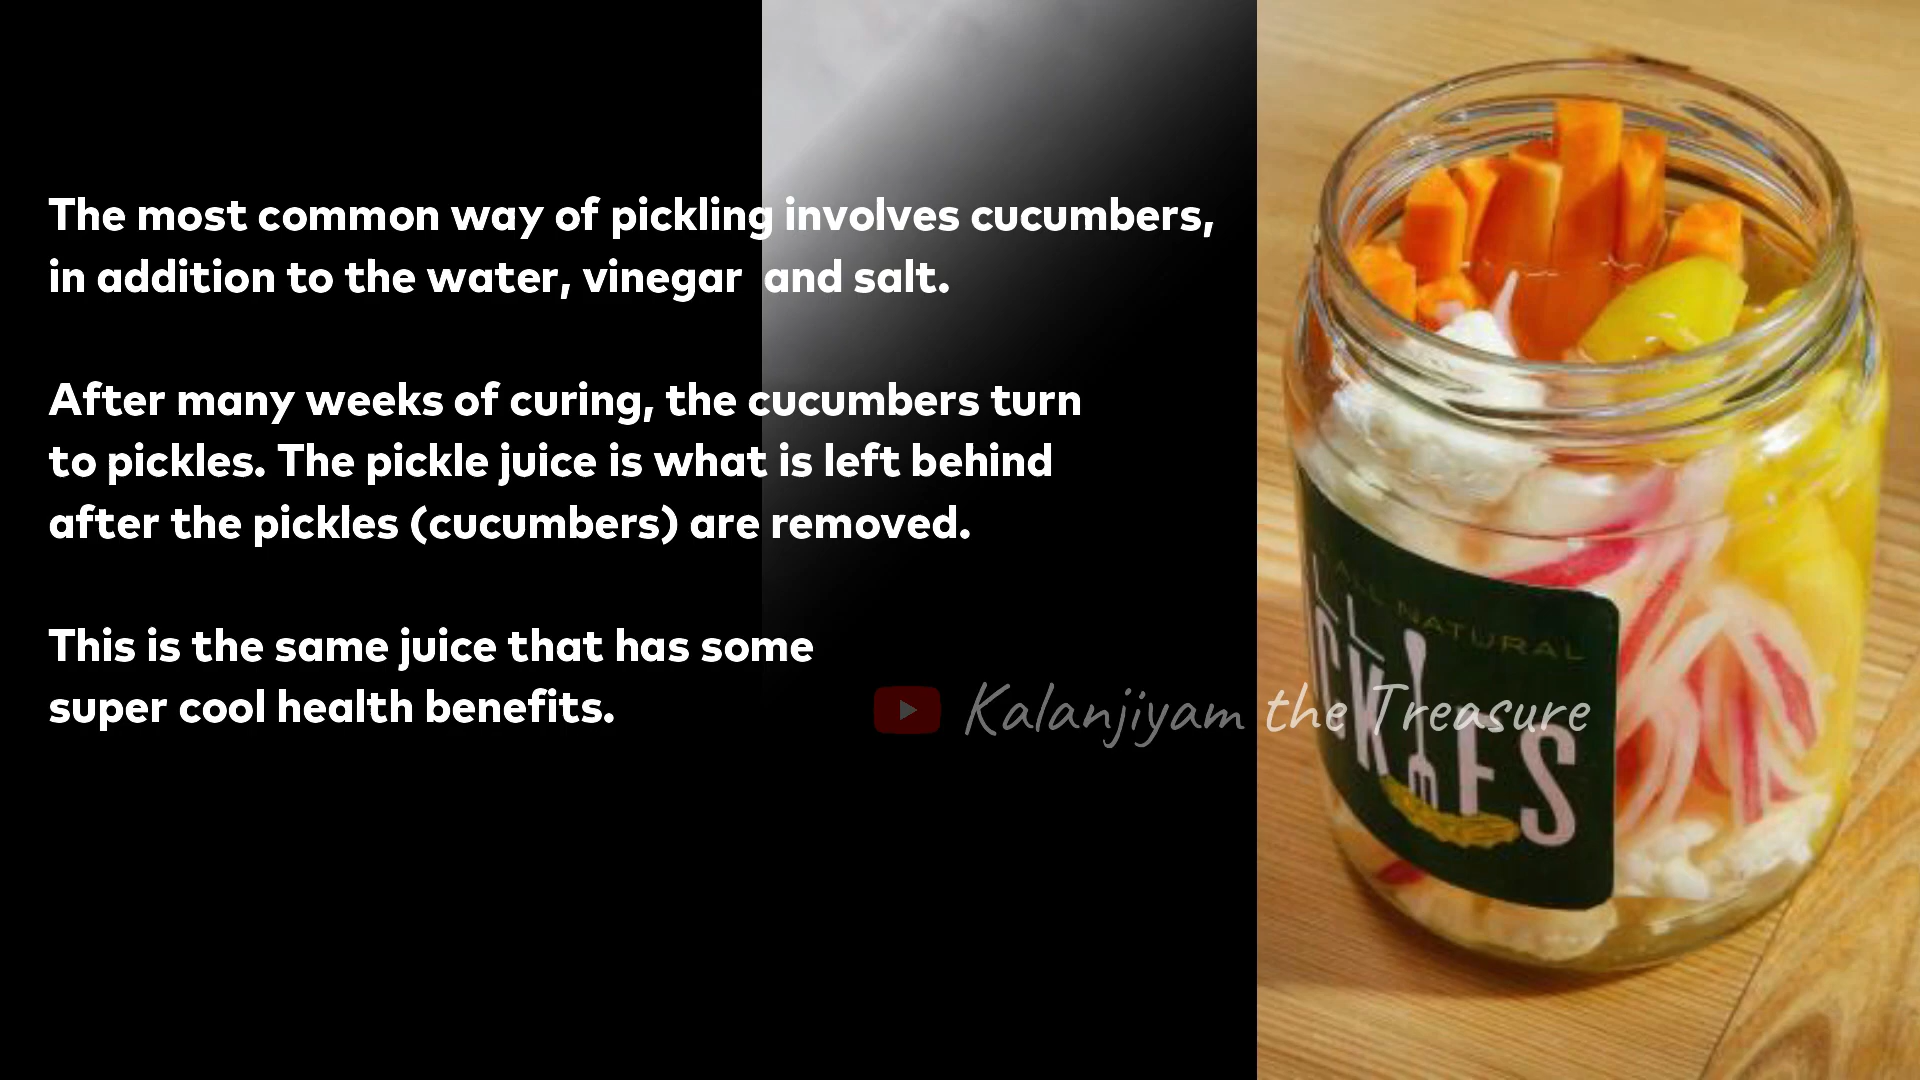 The most common way of pickling involves cucumbers,
in addition to the water, vinegar and salt.
After many weeks of curing, the cucumbers turn
to pickles. The pickle juice is what is left behind
after the pickles (cucumbers) are removed.
This is the same juice that has some
super cool health benefits.
Kalanjiyam the Treasure
ALL NATURAL